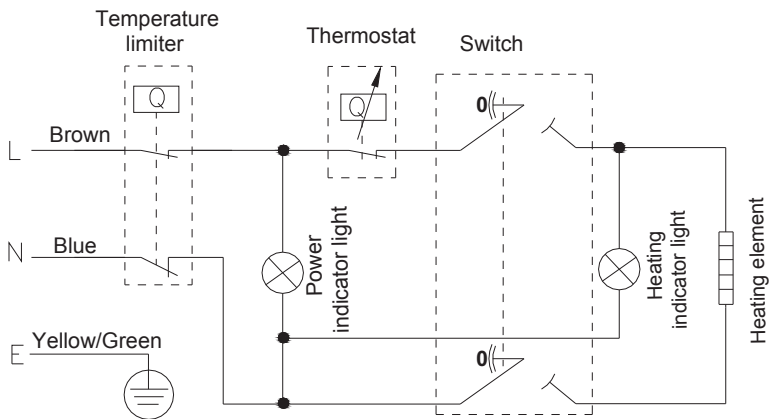 Temperature
limiter
Thermostat
Switch
Q
Q
0
L
Brown
N
Blue
Power
indicator light
Heating
indicator light
Heating element
E
Yellow/Green
0